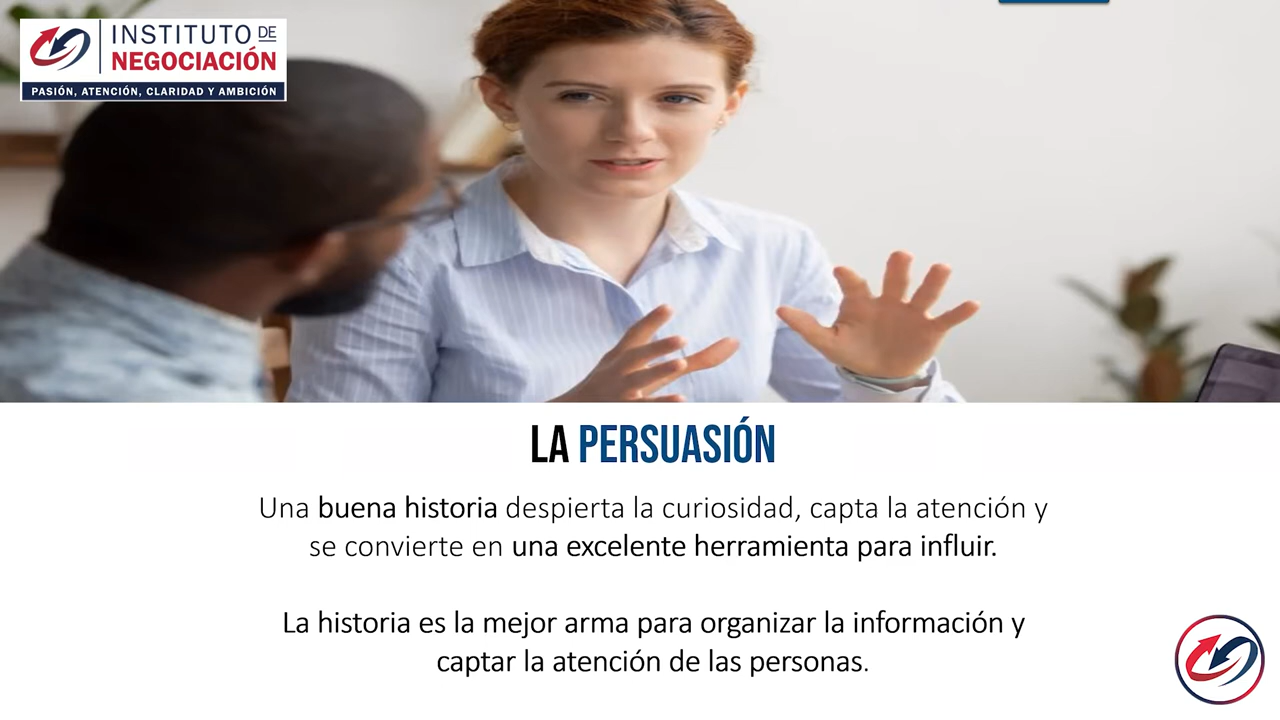 INSTITUTO DE
NEGOCIACIÓN
PASIÓN, ATENCIÓN, CLARIDAD Y AMBICIÓN
LA PERSUASIÓN
Una buena historia despierta la curiosidad, capta la atención y
se convierte en una excelente herramienta para influir.
La historia es la mejor arma para organizar la información y
captar la atención de las personas.